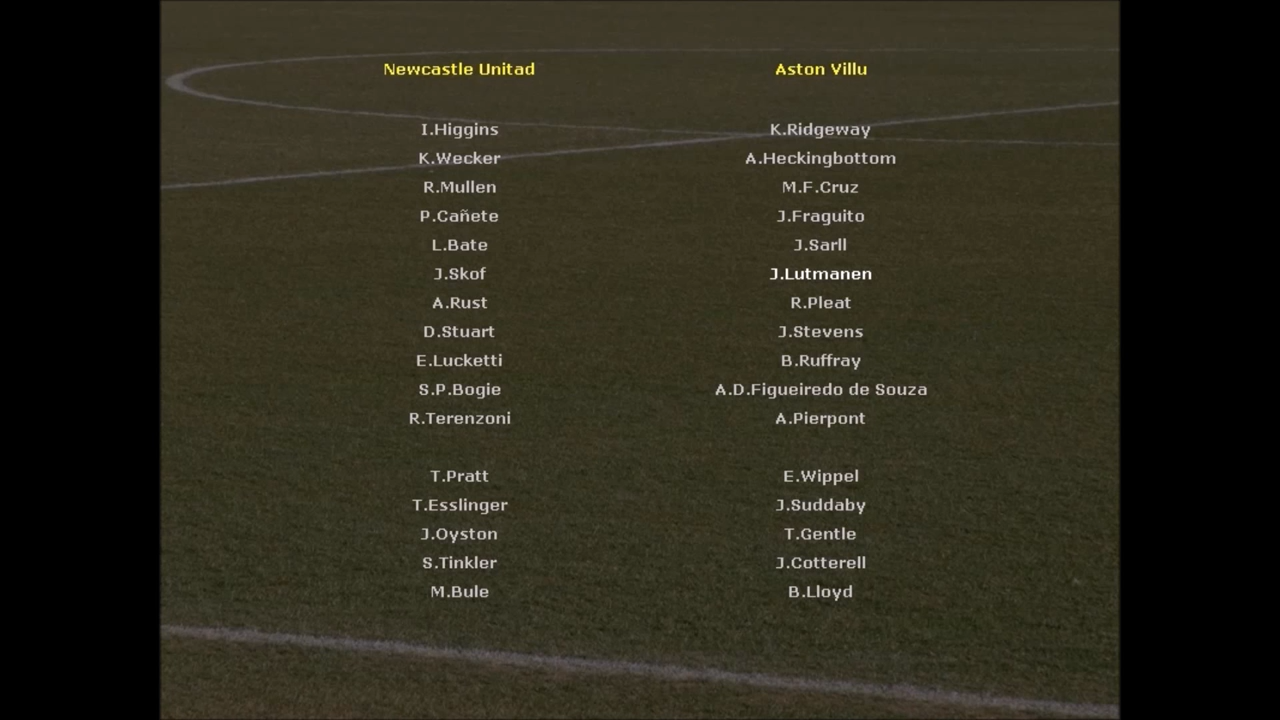 Newcastle Unitad Aston Villu
I.Higgins K.Ridgeway
K.Wecker A.Heckingbottom
R.Mullen M.F.Cruz
P.Cañete J.Fraguito
L.Bate J.Sarll
J.Skof J.Lutmanen
A.Rust R.Pleat
D.Stuart J.Stevens
E.Lucketti B.Ruffray
S.P.Bogie A.D.Figueiredo de Souza
R.Terenzoni A.Pierpont
T.Pratt E.Wippel
T.Esslinger J.Suddaby
J.Oyston T.Gentle
S.Tinkler J.Cotterell
M.Bule B.Lloyd